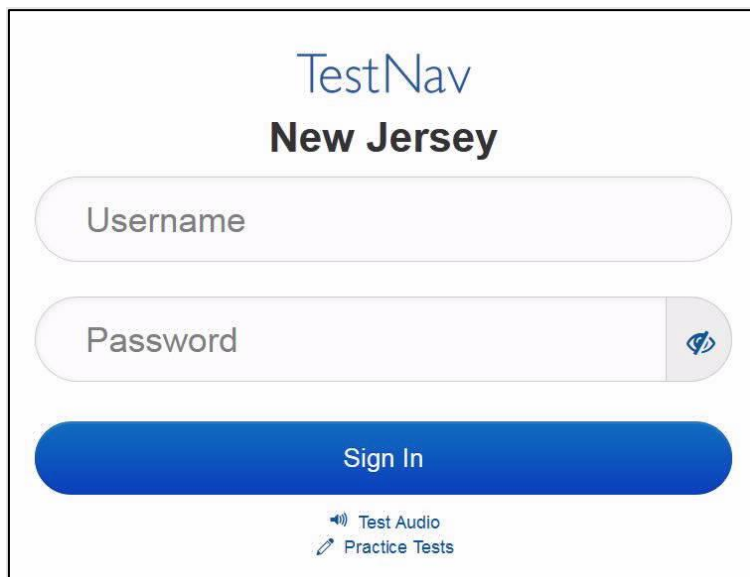 TestNav
New Jersey
Username
Password
Sign In
Test Audio
Practice Tests